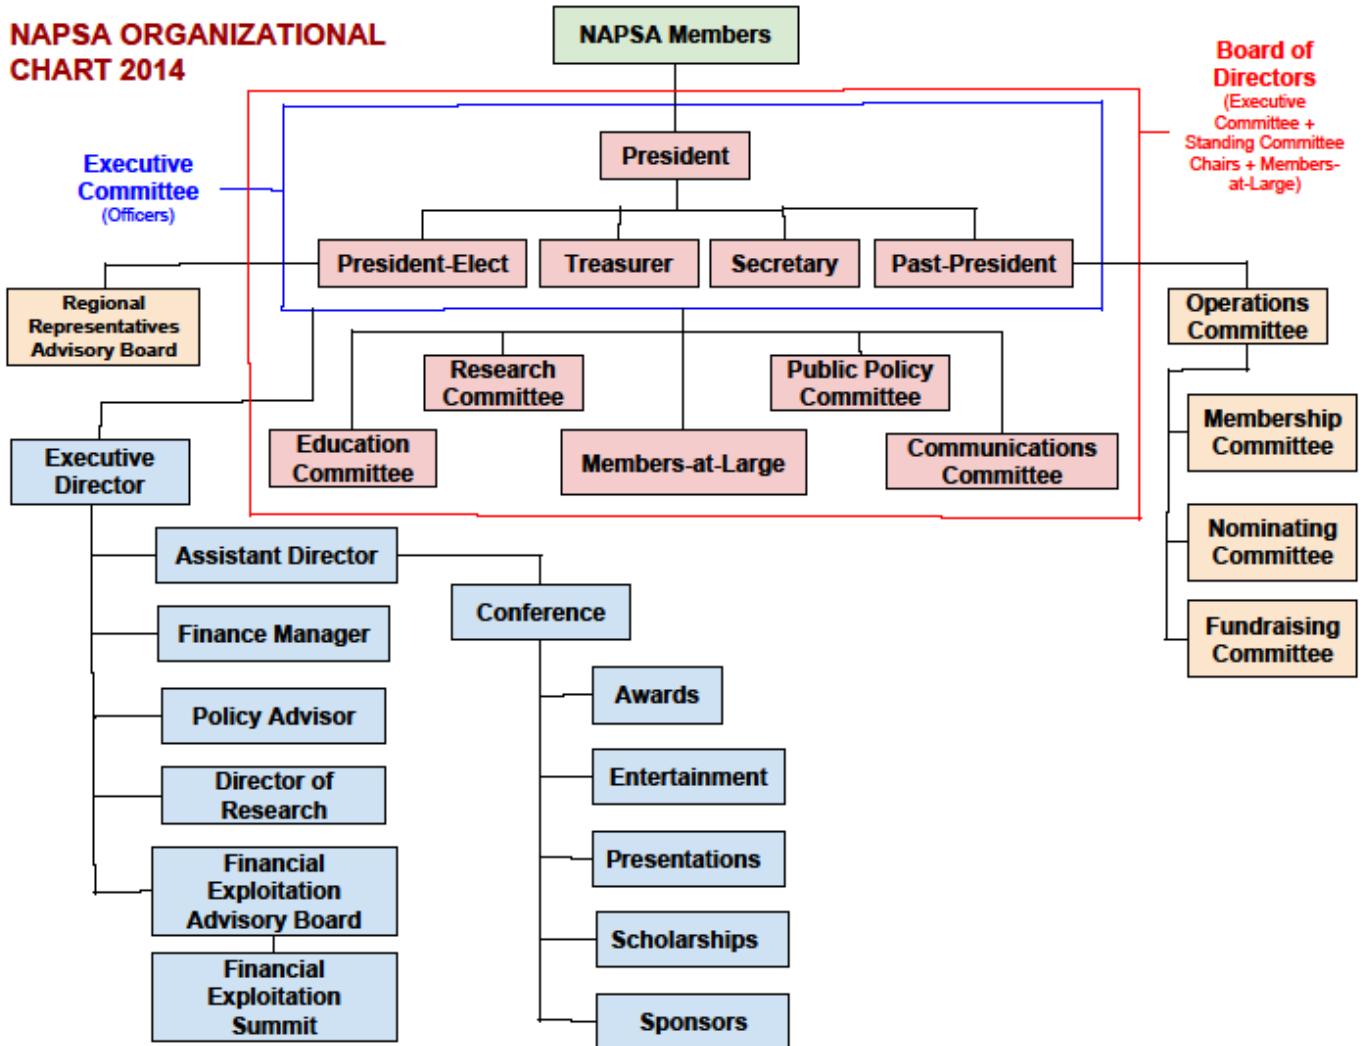 NAPSA ORGANIZATIONAL
CHART 2014
NAPSA Members
Board of
Directors
(Executive
Committee +
Standing Committee
Chairs + Members-
at-Large)
Executive
Committee
(Officers)
President
President-Elect
Treasurer
Secretary
Past-President
Regional
Representatives
Advisory Board
Operations
Committee
Research
Committee
Public Policy
Committee
Education
Committee
Members-at-Large
Communications
Committee
Membership
Committee
Nominating
Committee
Fundraising
Committee
Executive
Director
Assistant Director
Finance Manager
Policy Advisor
Director of
Research
Financial
Exploitation
Advisory Board
Financial
Exploitation
Summit
Conference
Awards
Entertainment
Presentations
Scholarships
Sponsors